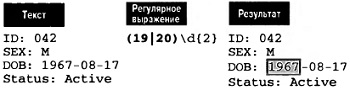 Текст
ID: 042
SEX: M
DOB: 1967-08-17
Status: Active
Регулярное
выражение
(19|20)\d{2}
Результат
ID: 042
SEX: M
DOB: 1967-08-17
Status: Active